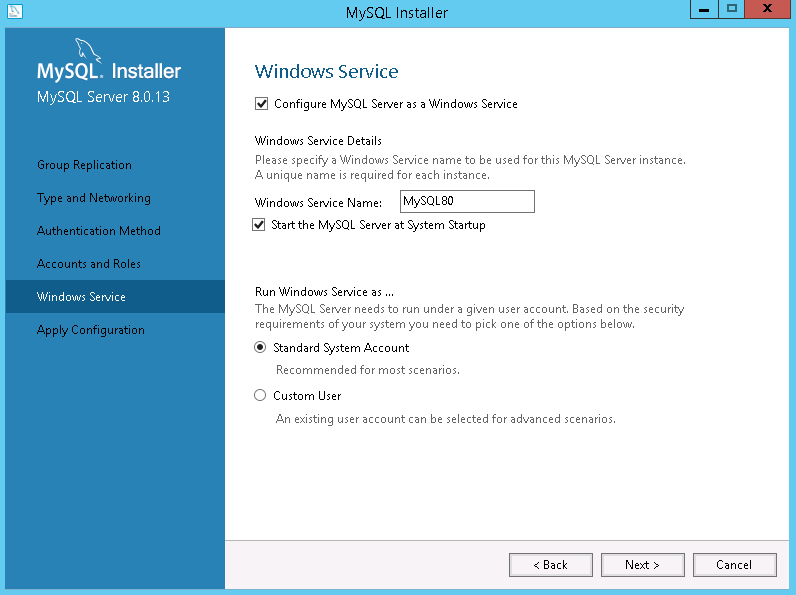 MySQL Installer
MySQL. Installer
MySQL Server 8.0.13
Group Replication
Type and Networking
Authentication Method
Accounts and Roles
Windows Service
Apply Configuration
Windows Service
Configure MySQL Server as a Windows Service
Windows Service Details
Please specify a Windows Service name to be used for this MySQL Server instance.
A unique name is required for each instance.
Windows Service Name: MySQL80
Start the MySQL Server at System Startup
Run Windows Service as ...
The MySQL Server needs to run under a given user account. Based on the security
requirements of your system you need to pick one of the options below.
Standard System Account
Recommended for most scenarios.
Custom User
An existing user account can be selected for advanced scenarios.
< Back Next > Cancel